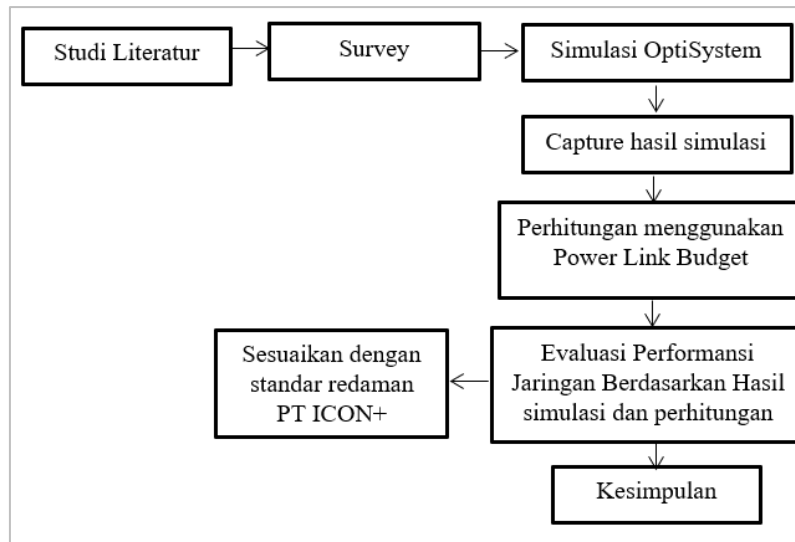 Studi Literatur
Survey
Simulasi OptiSystem
Capture hasil simulasi
Perhitungan menggunakan
Power Link Budget
Evaluasi Performansi
Jaringan Berdasarkan Hasil
simulasi dan perhitungan
Sesuaikan dengan
standar redaman
PT ICON+
Kesimpulan